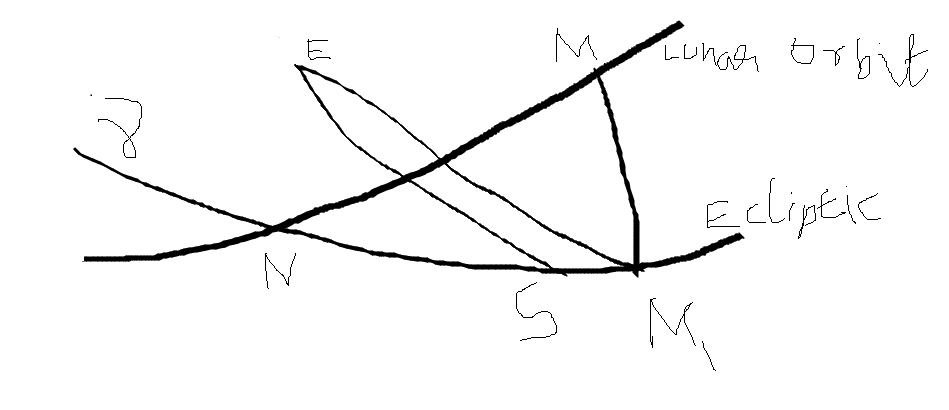 E
M Lunar Orbit
Ecliptic
N
S M₁